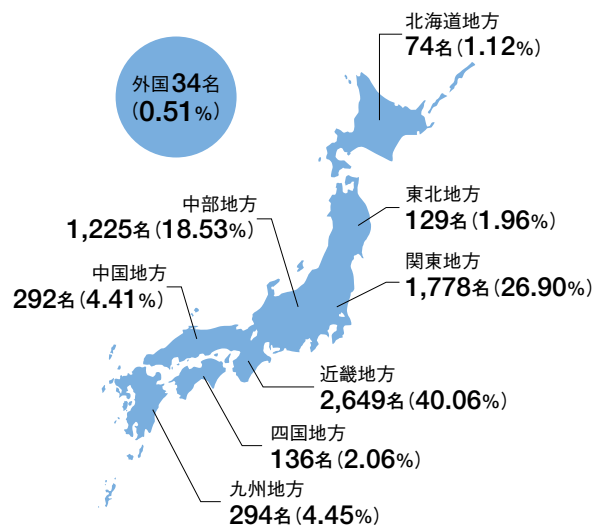 北海道地方
74名(1.12%)
外国34名
(0.51%)
東北地方
129名(1.96%)
中部地方
1,225名(18.53%)
関東地方
1,778名(26.90%)
中国地方
292名(4.41%)
近畿地方
2,649名(40.06%)
四国地方
136名(2.06%)
九州地方
294名(4.45%)